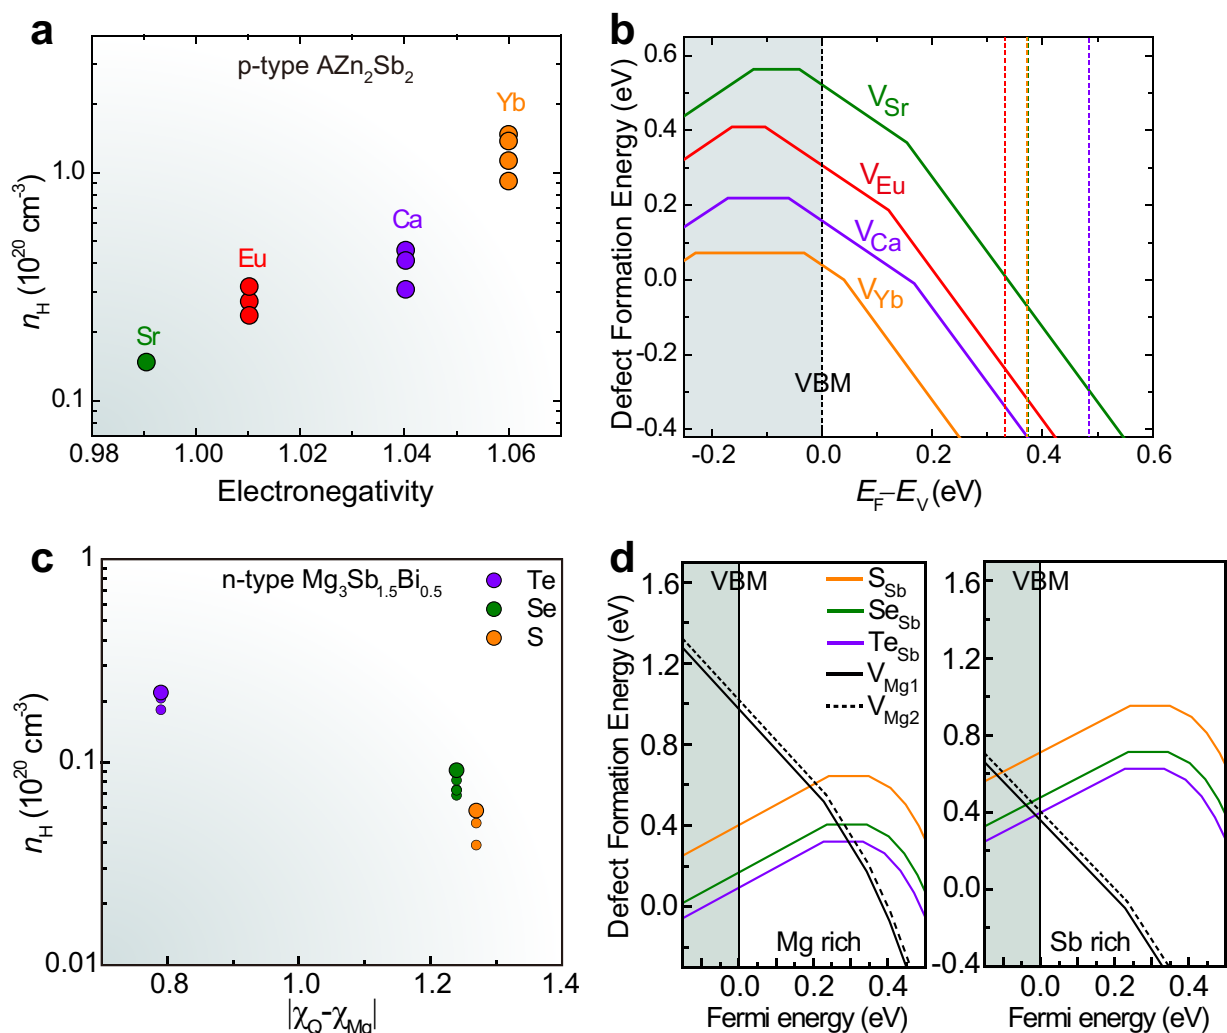 a
p-type AZn2Sb2
Yb
Ca
Eu
Sr
1.0
0.1
nH (10^20 cm^-3)
0.98 1.00 1.02 1.04 1.06
Electronegativity
b
0.6
0.4
0.2
0.0
-0.2
-0.4
Defect Formation Energy (eV)
VSr
VEu
VCa
VYb
VBM
-0.2 0.0 0.2 0.4 0.6
EF–EV (eV)
c
n-type Mg3Sb1.5Bi0.5
Te
Se
S
1
0.1
0.01
nH (10^20 cm^-3)
0.8 1.0 1.2 1.4
|χQ-χMg|
d
VBM
SSb
SeSb
TeSb
VMg1
VMg2
1.6
1.2
0.8
0.4
0.0
Defect Formation Energy (eV)
Mg rich
0.0 0.2 0.4
Fermi energy (eV)
VBM
1.6
1.2
0.8
0.4
0.0
-0.4
Sb rich
0.0 0.2 0.4
Fermi energy (eV)